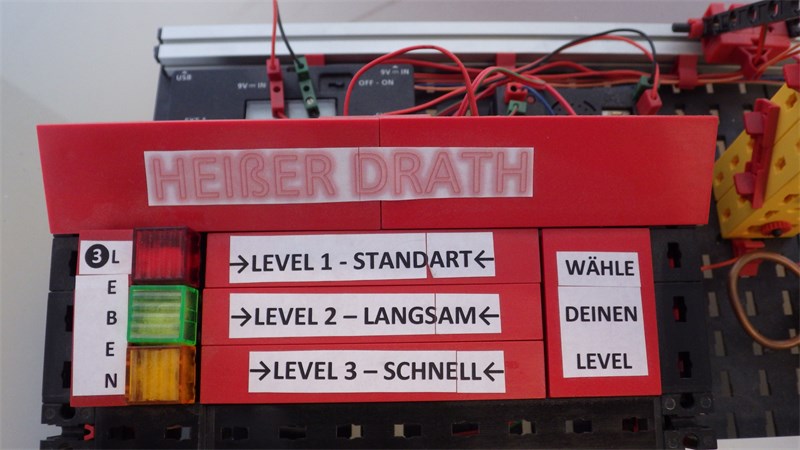 USB
9V IN
OFF - ON
9V IN
HEIßER DRATH
❸LEBEN
→LEVEL 1 - STANDART←
→LEVEL 2 – LANGSAM←
→LEVEL 3 – SCHNELL←
WÄHLE
DEINEN
LEVEL